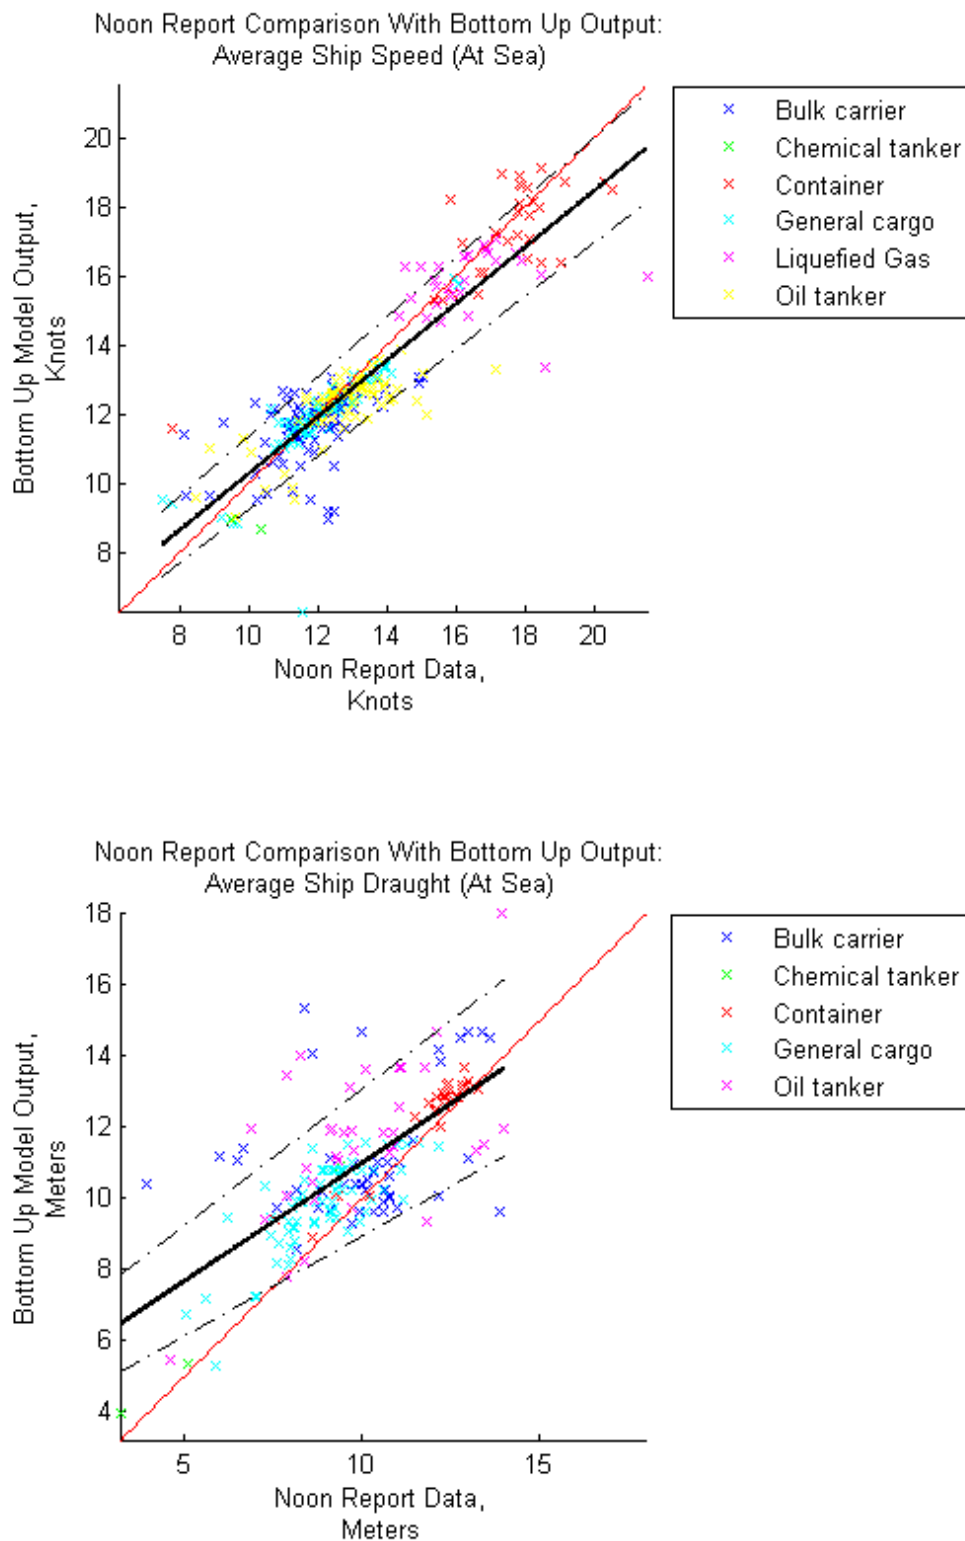 Noon Report Comparison With Bottom Up Output:
Average Ship Speed (At Sea)
Bottom Up Model Output,
Knots
20
18
16
14
12
10
8
8 10 12 14 16 18 20
Noon Report Data,
Knots
Bulk carrier
Chemical tanker
Container
General cargo
Liquefied Gas
Oil tanker
Noon Report Comparison With Bottom Up Output:
Average Ship Draught (At Sea)
Bottom Up Model Output,
Meters
18
16
14
12
10
8
6
4
5 10 15
Noon Report Data,
Meters
Bulk carrier
Chemical tanker
Container
General cargo
Oil tanker